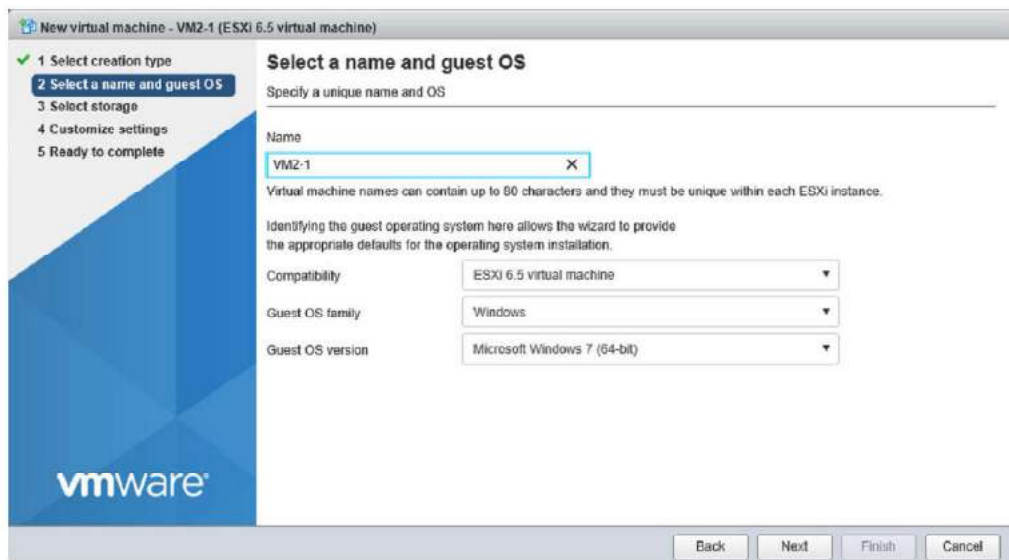 New virtual machine - VM2-1 (ESXi 6.5 virtual machine)
1 Select creation type
2 Select a name and guest OS
3 Select storage
4 Customize settings
5 Ready to complete
vmware
Select a name and guest OS
Specify a unique name and OS
Name
VM2-1
Virtual machine names can contain up to 80 characters and they must be unique within each ESXi instance.
Identifying the guest operating system here allows the wizard to provide
the appropriate defaults for the operating system installation.
Compatibility ESXi 6.5 virtual machine
Guest OS family Windows
Guest OS version Microsoft Windows 7 (64-bit)
Back Next Finish Cancel